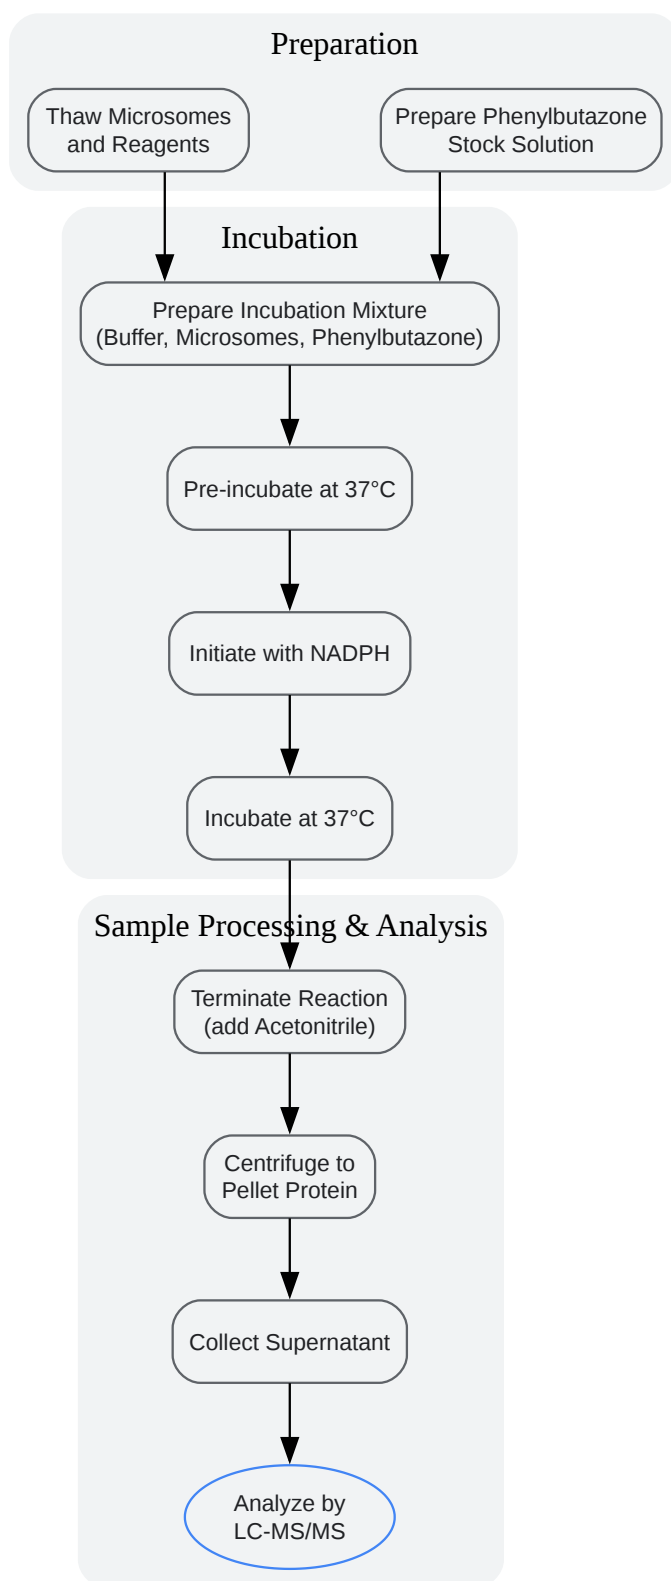 Preparation
Thaw Microsomes
and Reagents
Prepare Phenylbutazone
Stock Solution
Incubation
Prepare Incubation Mixture
(Buffer, Microsomes, Phenylbutazone)
Pre-incubate at 37°C
Initiate with NADPH
Incubate at 37°C
Sample Processing & Analysis
Terminate Reaction
(add Acetonitrile)
Centrifuge to
Pellet Protein
Collect Supernatant
Analyze by
LC-MS/MS